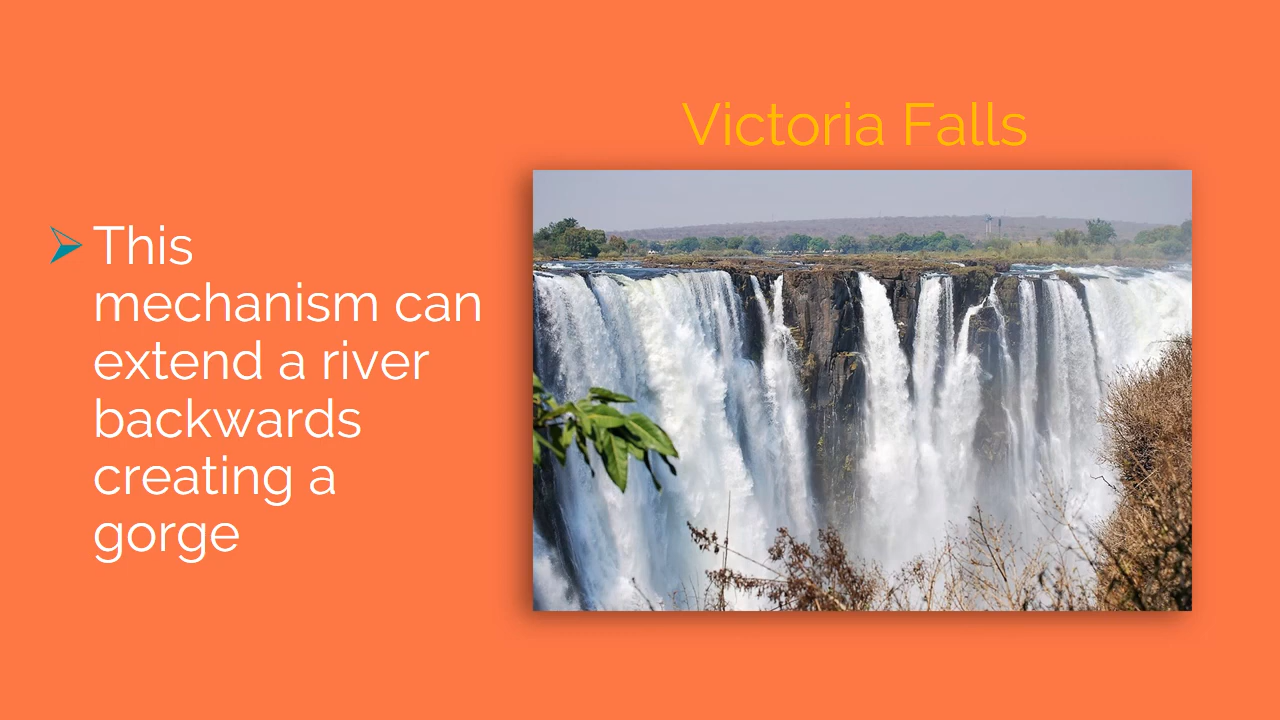 Victoria Falls
This
mechanism can
extend a river
backwards
creating a
gorge